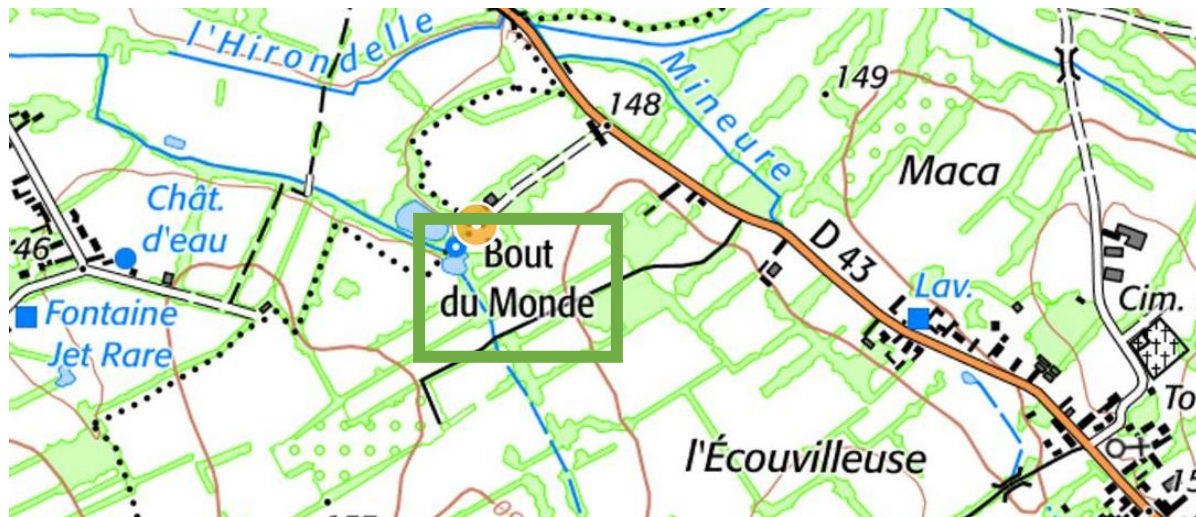 l'Hirondelle
Mineure
149
148
Maca
Chât.
d'eau
46
Bout
du Monde
D 43
Lav.
Cim.
Fontaine
Jet Rare
To
l'Écouvilleuse
15